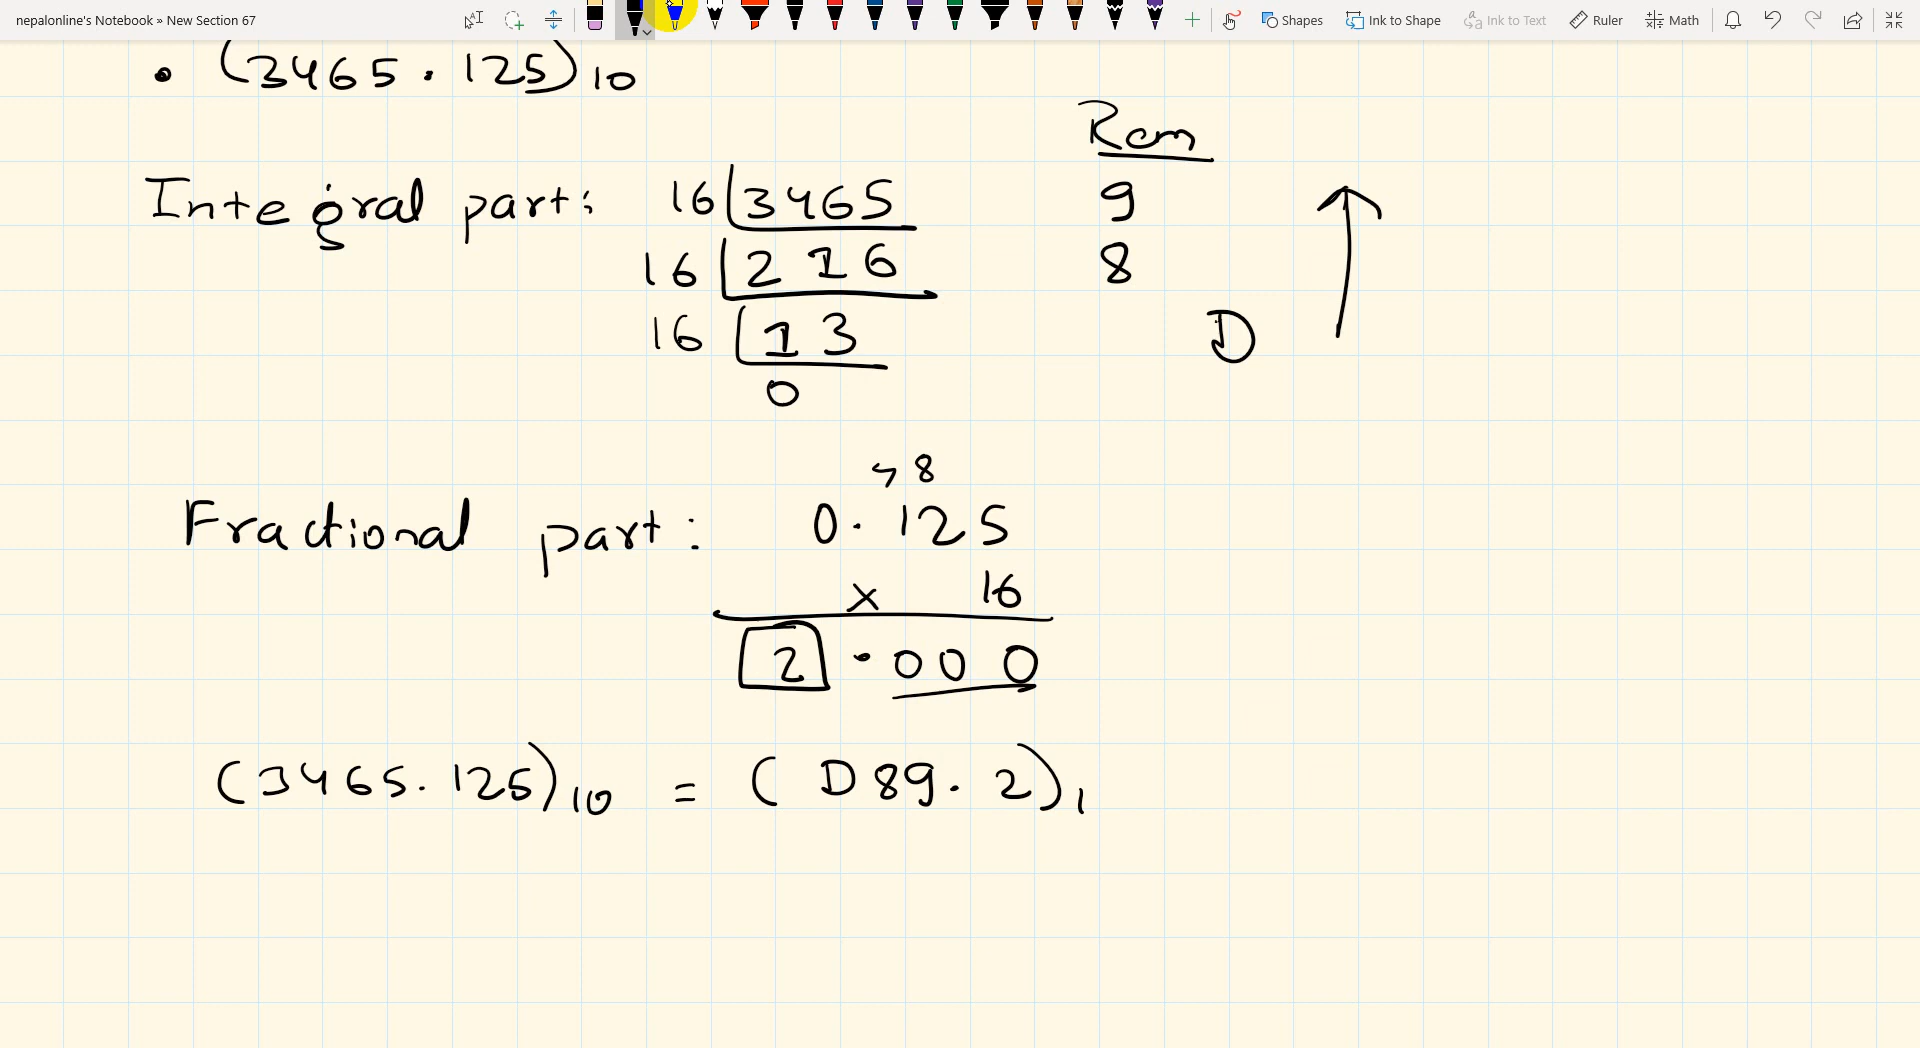 nepalonline's Notebook » New Section 67
Shapes Ink to Shape Ink to Text Ruler Math
• (3465.125)10
Rem
Integral part: 16 3465 9
16 216 8
16 13 D
0
8
Fractional part: 0.125
x 16
2.000
(3465.125)10 = (D89.2)1